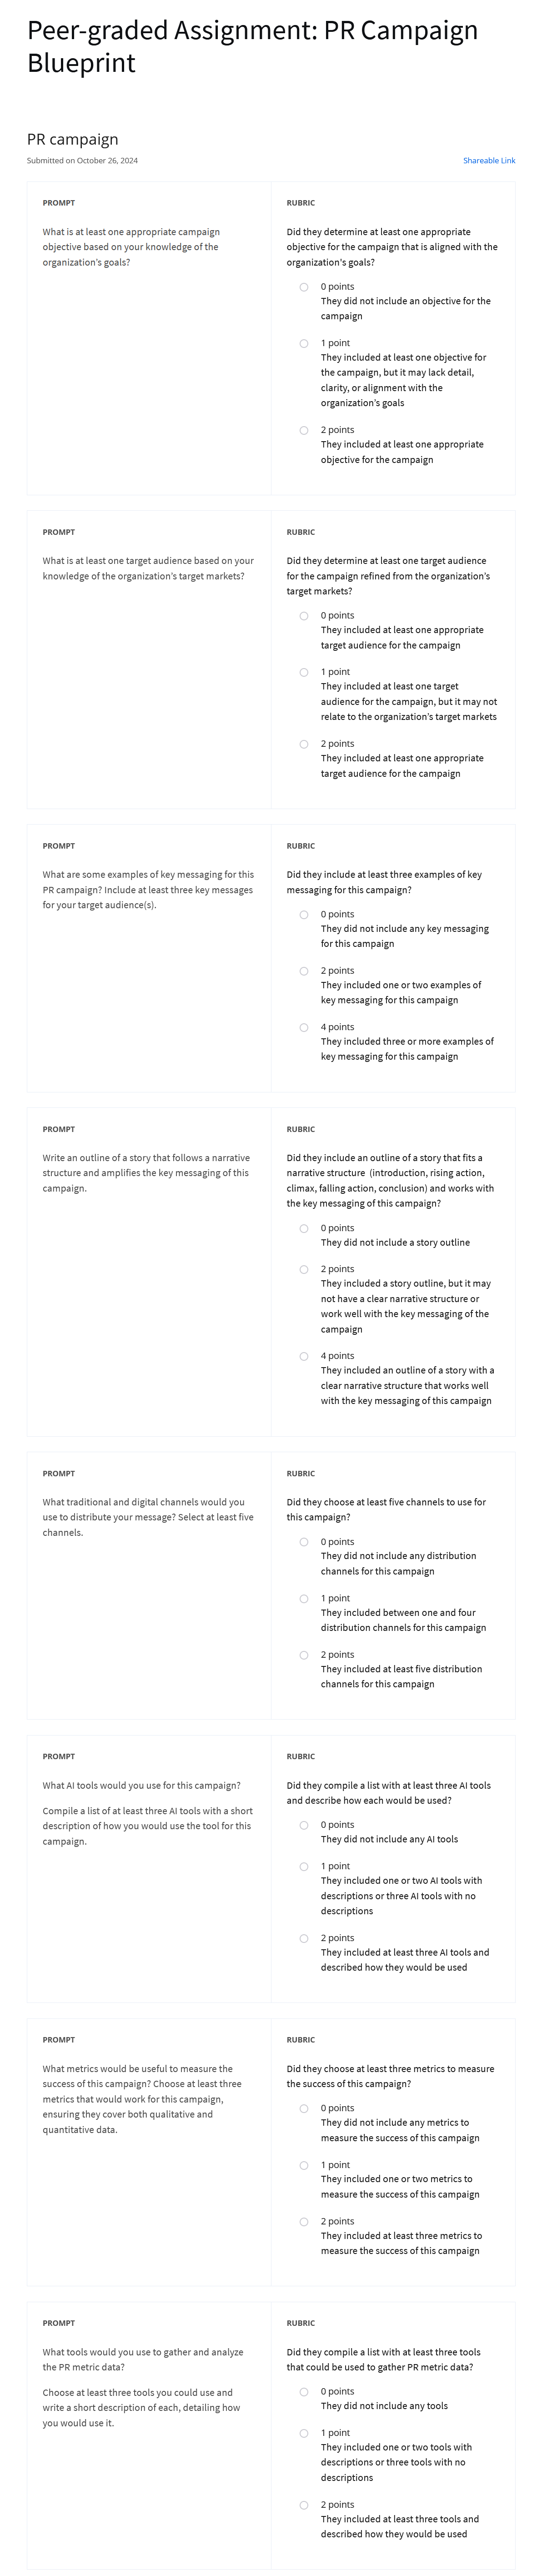 Peer-graded Assignment: PR Campaign
Blueprint
PR campaign
Submitted on October 26, 2024
Shareable Link
PROMPT
What is at least one appropriate campaign
objective based on your knowledge of the
organization's goals?
RUBRIC
Did they determine at least one appropriate
objective for the campaign that is aligned with the
organization's goals?
0 points
They did not include an objective for the
campaign
1 point
They included at least one objective for
the campaign, but it may lack detail,
clarity, or alignment with the
organization's goals
2 points
They included at least one appropriate
objective for the campaign
PROMPT
What is at least one target audience based on your
knowledge of the organization's target markets?
RUBRIC
Did they determine at least one target audience
for the campaign refined from the organization's
target markets?
0 points
They included at least one appropriate
target audience for the campaign
1 point
They included at least one target
audience for the campaign, but it may not
relate to the organization's target markets
2 points
They included at least one appropriate
target audience for the campaign
PROMPT
What are some examples of key messaging for this
PR campaign? Include at least three key messages
for your target audience(s).
RUBRIC
Did they include at least three examples of key
messaging for this campaign?
0 points
They did not include any key messaging
for this campaign
2 points
They included one or two examples of
key messaging for this campaign
4 points
They included three or more examples of
key messaging for this campaign
PROMPT
Write an outline of a story that follows a narrative
structure and amplifies the key messaging of this
campaign.
RUBRIC
Did they include an outline of a story that fits a
narrative structure (introduction, rising action,
climax, falling action, conclusion) and works with
the key messaging of this campaign?
0 points
They did not include a story outline
2 points
They included a story outline, but it may
not have a clear narrative structure or
work well with the key messaging of the
campaign
4 points
They included an outline of a story with a
clear narrative structure that works well
with the key messaging of this campaign
PROMPT
What traditional and digital channels would you
use to distribute your message? Select at least five
channels.
RUBRIC
Did they choose at least five channels to use for
this campaign?
0 points
They did not include any distribution
channels for this campaign
1 point
They included between one and four
distribution channels for this campaign
2 points
They included at least five distribution
channels for this campaign
PROMPT
What AI tools would you use for this campaign?
Compile a list of at least three AI tools with a short
description of how you would use the tool for this
campaign.
RUBRIC
Did they compile a list with at least three AI tools
and describe how each would be used?
0 points
They did not include any AI tools
1 point
They included one or two AI tools with
descriptions or three AI tools with no
descriptions
2 points
They included at least three AI tools and
described how they would be used
PROMPT
What metrics would be useful to measure the
success of this campaign? Choose at least three
metrics that would work for this campaign,
ensuring they cover both qualitative and
quantitative data.
RUBRIC
Did they choose at least three metrics to measure
the success of this campaign?
0 points
They did not include any metrics to
measure the success of this campaign
1 point
They included one or two metrics to
measure the success of this campaign
2 points
They included at least three metrics to
measure the success of this campaign
PROMPT
What tools would you use to gather and analyze
the PR metric data?
Choose at least three tools you could use and
write a short description of each, detailing how
you would use it.
RUBRIC
Did they compile a list with at least three tools
that could be used to gather PR metric data?
0 points
They did not include any tools
1 point
They included one or two tools with
descriptions or three tools with no
descriptions
2 points
They included at least three tools and
described how they would be used